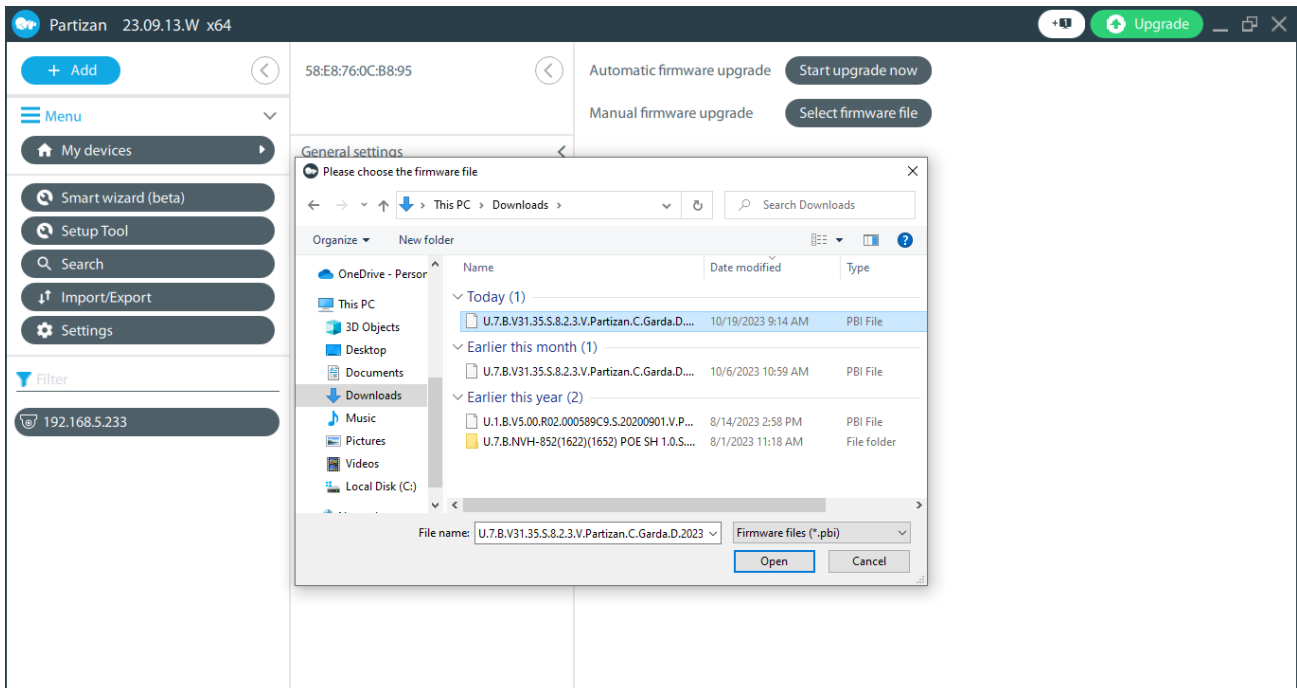 Partizan 23.09.13.W x64
+1 Upgrade
+ Add
58:E8:76:0C:B8:95
Automatic firmware upgrade Start upgrade now
Menu
Manual firmware upgrade Select firmware file
My devices
General settings
Please choose the firmware file
Smart wizard (beta)
This PC > Downloads >
Search Downloads
Setup Tool
Organize New folder
Search
OneDrive - Person
Name Date modified Type
Import/Export
This PC
Today (1)
Settings
3D Objects
U.7.B.V31.35.S.8.2.3.V.Partizan.C.Garda.D.... 10/19/2023 9:14 AM PBI File
Desktop
Earlier this month (1)
Filter
Documents
U.7.B.V31.35.S.8.2.3.V.Partizan.C.Garda.D.... 10/6/2023 10:59 AM PBI File
Downloads
Earlier this year (2)
192.168.5.233
Music
U.1.B.V5.00.R02.000589C9.S.20200901.V.P... 8/14/2023 2:58 PM PBI File
Pictures
U.7.B.NVH-852(1622)(1652) POE SH 1.0.S.... 8/1/2023 11:18 AM File folder
Videos
Local Disk (C:)
File name: U.7.B.V31.35.S.8.2.3.V.Partizan.C.Garda.D.2023 Firmware files (*.pbi)
Open Cancel